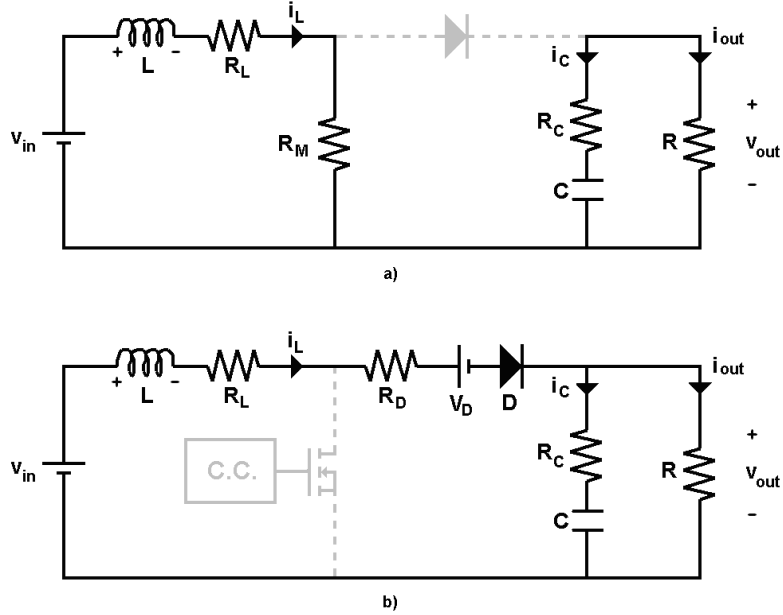 i_L
i_out
+ -
L
R_L
i_C
R_C
+
v_in
R_M
R
v_out
C
-
a)
i_L
i_out
+ -
L
R_L
R_D
V_D
D
i_C
C.C.
R_C
+
v_in
R
v_out
C
-
b)